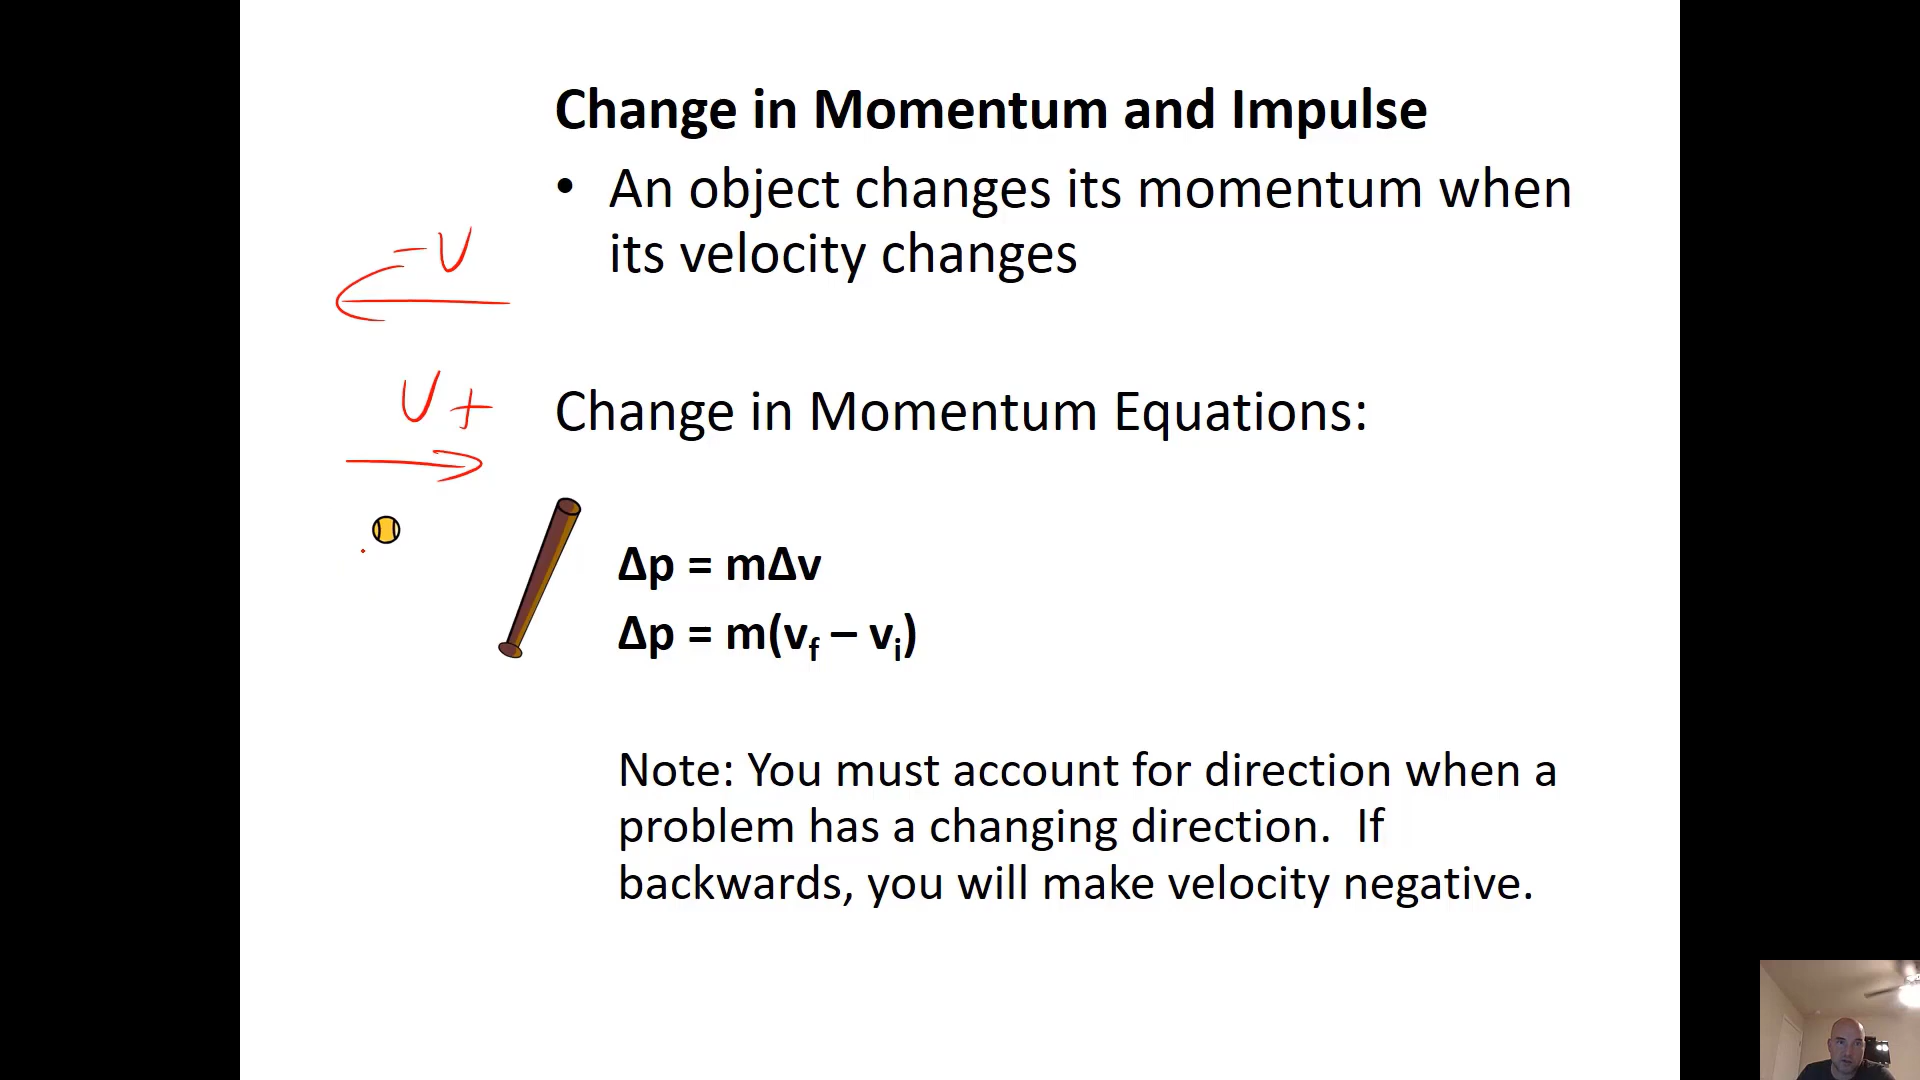 Change in Momentum and Impulse
• An object changes its momentum when
its velocity changes
-V
V+
Change in Momentum Equations:
Δp = mΔv
Δp = m(vf – vi)
Note: You must account for direction when a
problem has a changing direction.  If
backwards, you will make velocity negative.